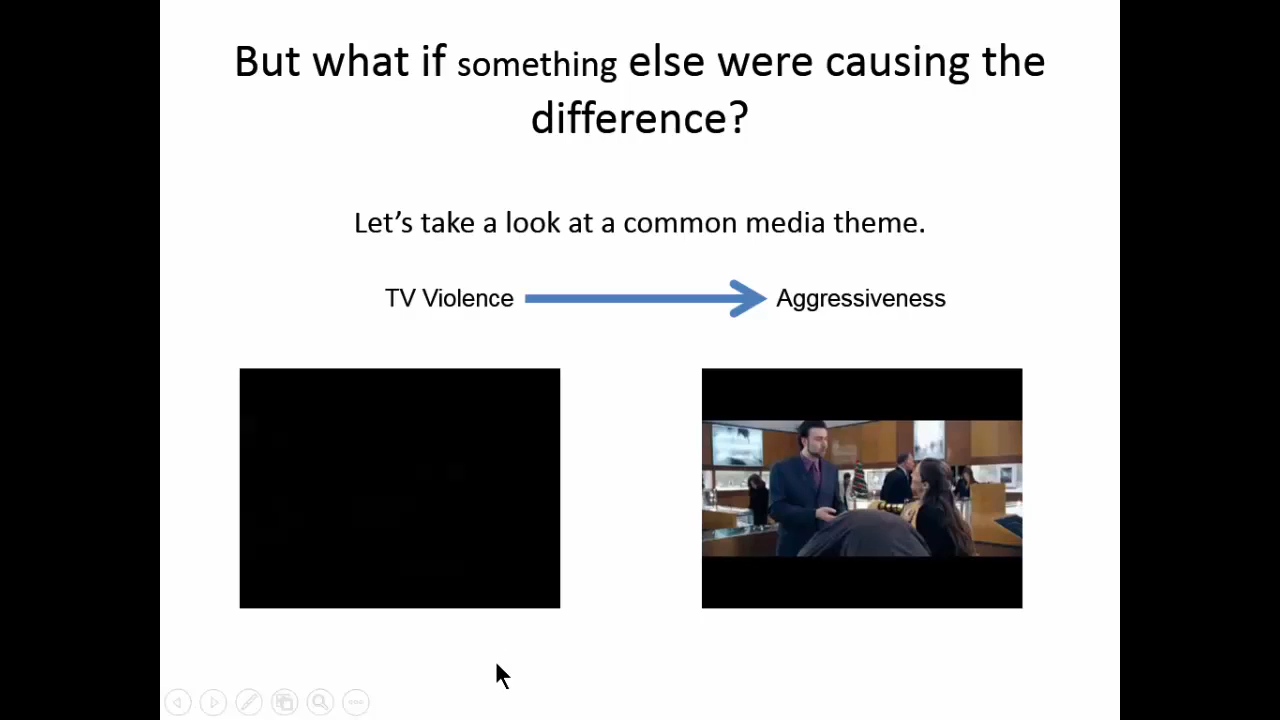 But what if something else were causing the
difference?
Let’s take a look at a common media theme.
TV Violence
Aggressiveness